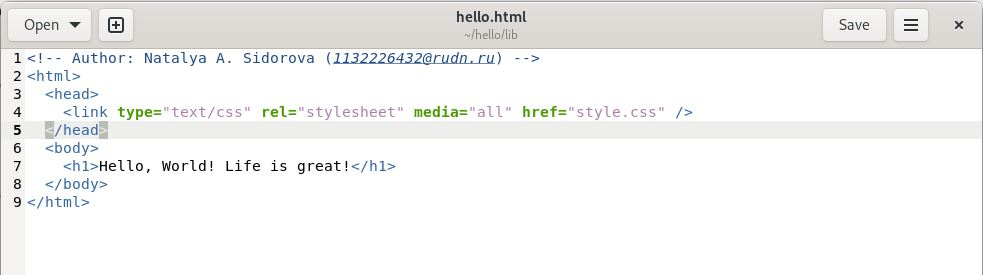 Open
hello.html
~/hello/lib
Save
1 <!-- Author: Natalya A. Sidorova (1132226432@rudn.ru) -->
2 <html>
3   <head>
4     <link type="text/css" rel="stylesheet" media="all" href="style.css" />
5   </head>
6   <body>
7     <h1>Hello, World! Life is great!</h1>
8   </body>
9 </html>